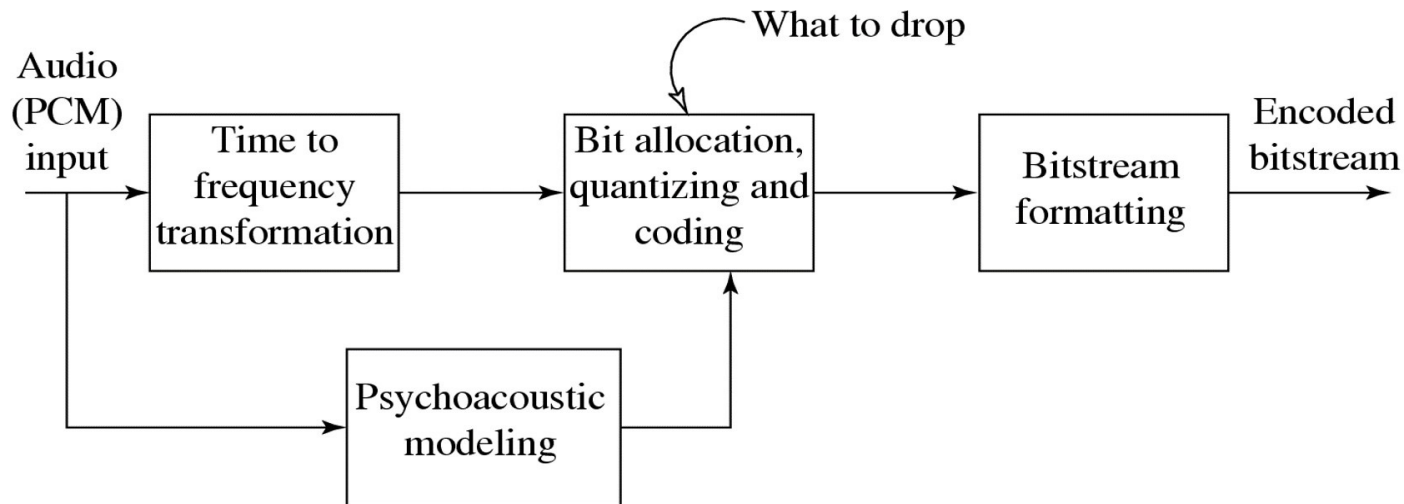 What to drop
Audio
(PCM)
input
Time to
frequency
transformation
Bit allocation,
quantizing and
coding
Bitstream
formatting
Encoded
bitstream
Psychoacoustic
modeling